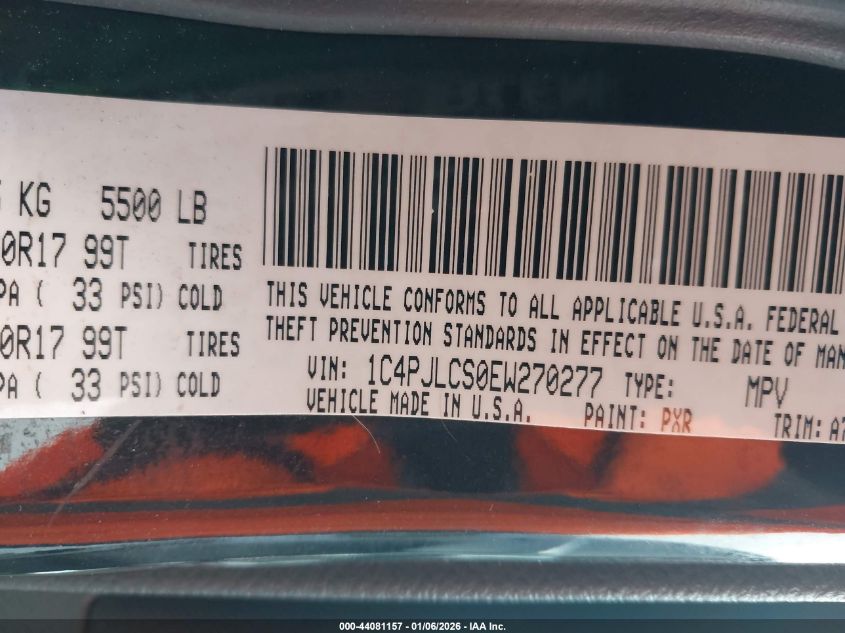 KG 5500 LB
0R17 99T TIRES
PA ( 33 PSI) COLD
0R17 99T TIRES
PA ( 33 PSI) COLD
THIS VEHICLE CONFORMS TO ALL APPLICABLE U.S.A. FEDERAL
THEFT PREVENTION STANDARDS IN EFFECT ON THE DATE OF MAN
VIN: 1C4PJLCS0EW270277 TYPE: MPV
VEHICLE MADE IN U.S.A. PAINT: PXR TRIM: A7
000-44081157 - 01/06/2026 - IAA Inc.